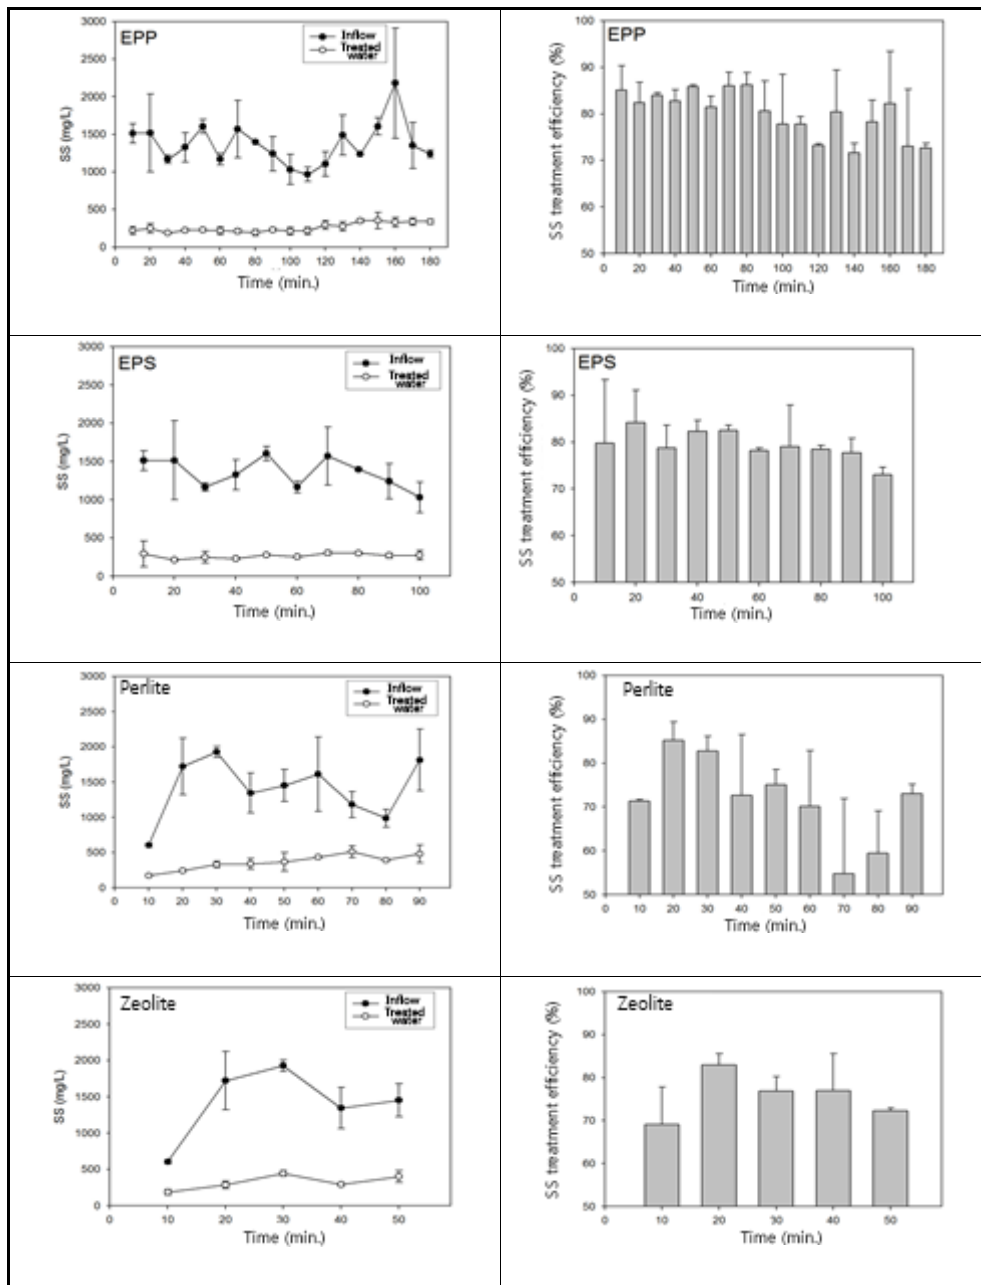 EPP
Inflow
Treated
water
SS (mg/L)
3000
2500
2000
1500
1000
500
0
0 20 40 60 80 100 120 140 160 180
Time (min.)
EPP
SS treatment efficiency (%)
100
90
80
70
60
50
0 20 40 60 80 100 120 140 160 180
Time (min.)
EPS
Inflow
Treated
water
SS (mg/L)
3000
2500
2000
1500
1000
500
0
0 20 40 60 80 100
Time (min.)
EPS
SS treatment efficiency (%)
100
90
80
70
60
50
0 20 40 60 80 100
Time (min.)
Perlite
Inflow
Treated
water
SS (mg/L)
3000
2500
2000
1500
1000
500
0
0 10 20 30 40 50 60 70 80 90
Time (min.)
Perlite
SS treatment efficiency (%)
100
90
80
70
60
50
0 10 20 30 40 50 60 70 80 90
Time (min.)
Zeolite
Inflow
Treated
water
SS (mg/L)
3000
2500
2000
1500
1000
500
0
0 10 20 30 40 50
Time (min.)
Zeolite
SS treatment efficiency (%)
100
90
80
70
60
50
0 10 20 30 40 50
Time (min.)